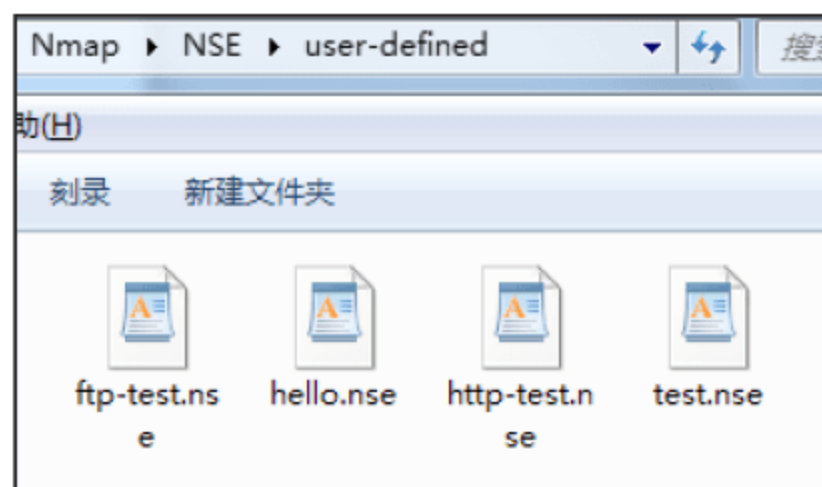 Nmap ▶ NSE ▶ user-defined
助(H)
刻录 新建文件夹
ftp-test.ns
e
hello.nse
http-test.n
se
test.nse